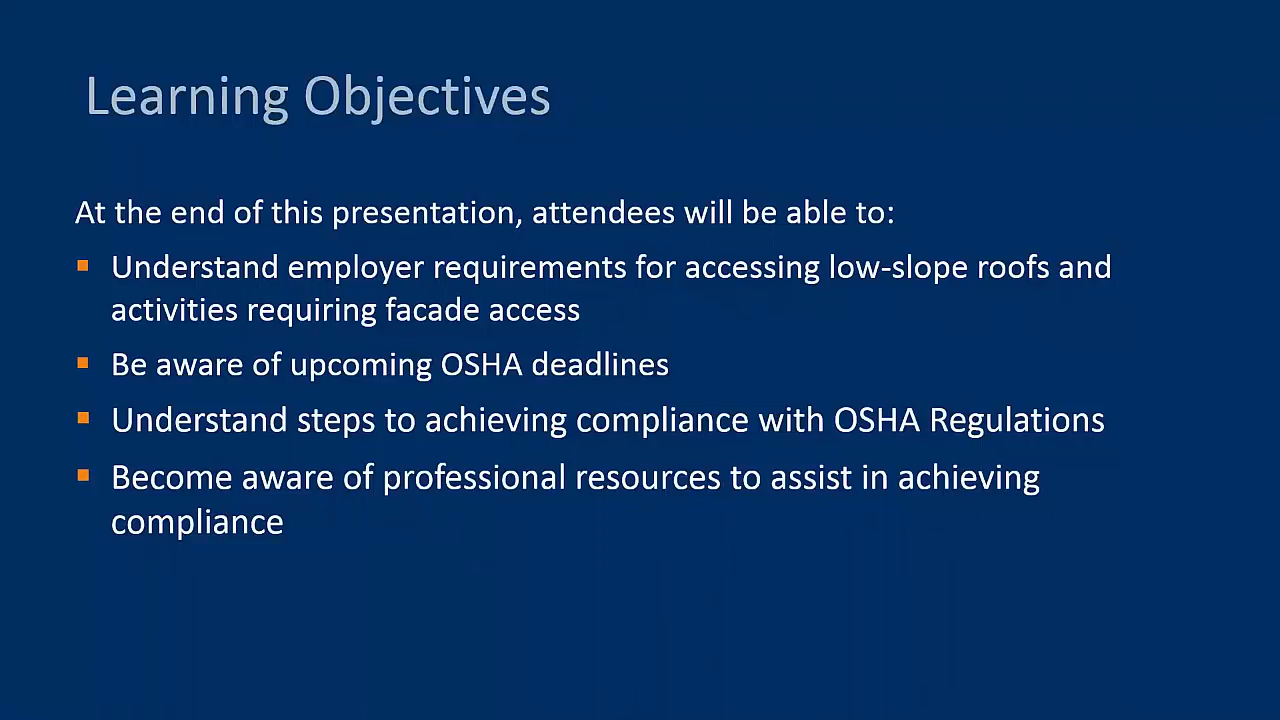 Learning Objectives
At the end of this presentation, attendees will be able to:
Understand employer requirements for accessing low-slope roofs and
activities requiring facade access
Be aware of upcoming OSHA deadlines
Understand steps to achieving compliance with OSHA Regulations
Become aware of professional resources to assist in achieving
compliance